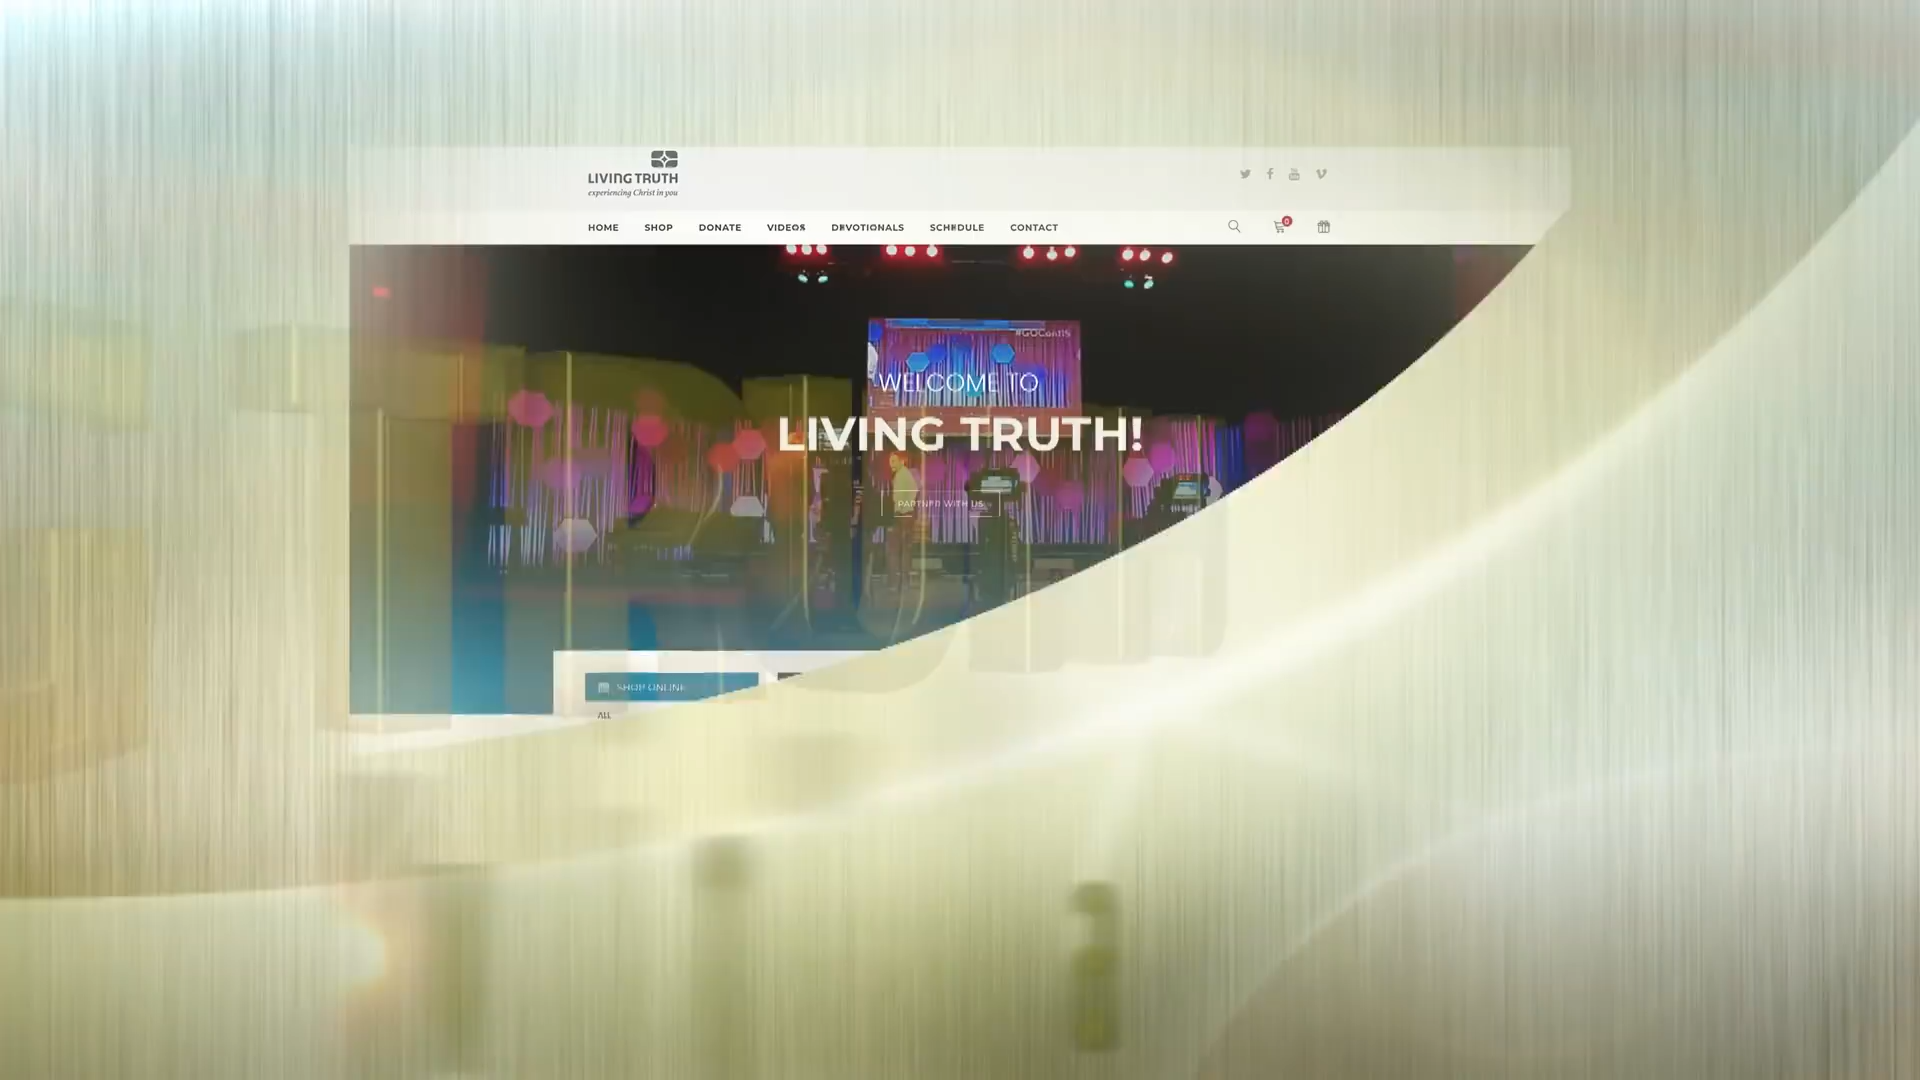 LIVING TRUTH
experiencing Christ in you
HOME SHOP DONATE VIDEOS DEVOTIONALS SCHEDULE CONTACT
0
#GOConf15
WELCOME TO
LIVING TRUTH!
PARTNER WITH US
SHOP ONLINE
ALL